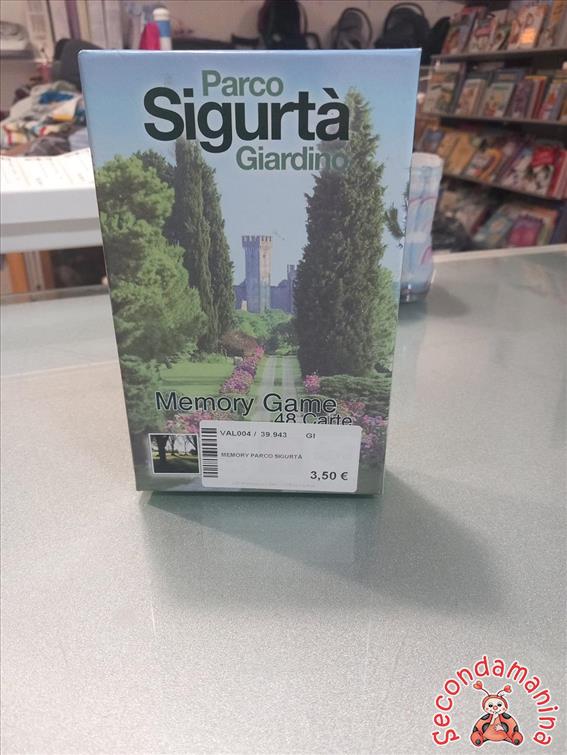 Parco
Sigurtà
Giardino
Memory Game
48 Carte
VAL004 / 39.943 GI
MEMORY PARCO SIGURTÀ
3,50 €
Secondamanina